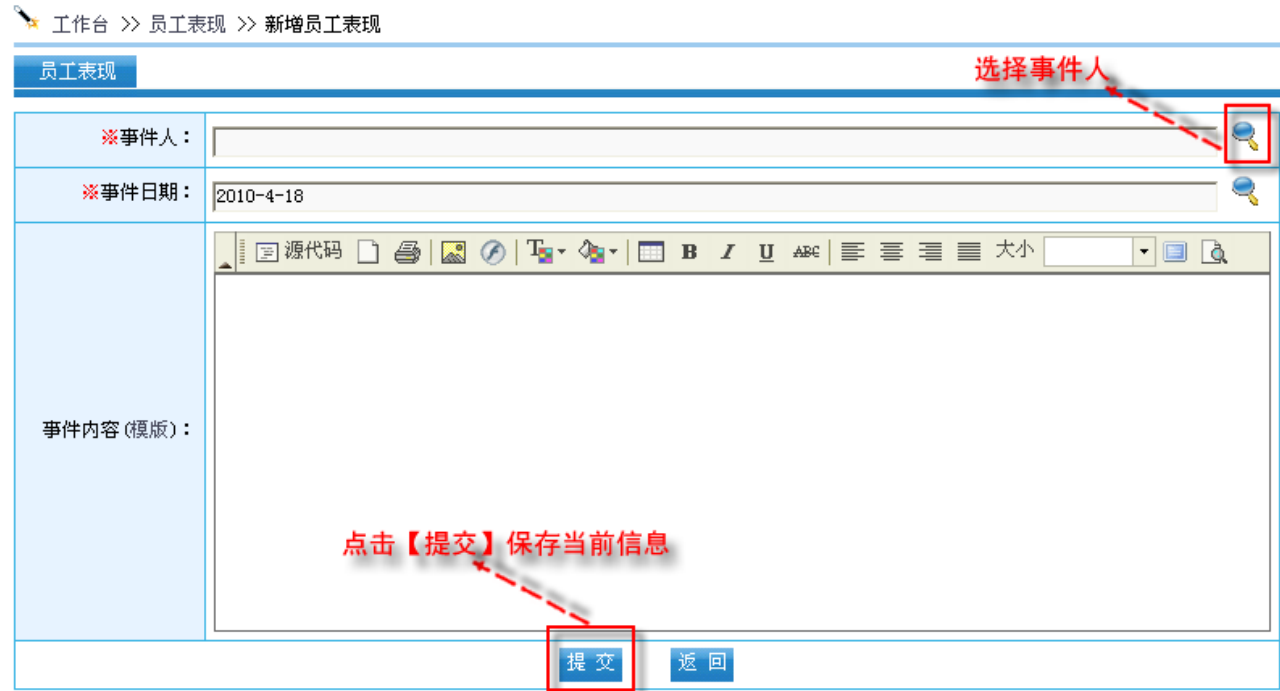 工作台 >> 员工表现 >> 新增员工表现
员工表现
选择事件人
※事件人：
※事件日期：
2010-4-18
源代码 B I U ABC 大小
事件内容(模版)：
点击【提交】保存当前信息
提 交 返 回